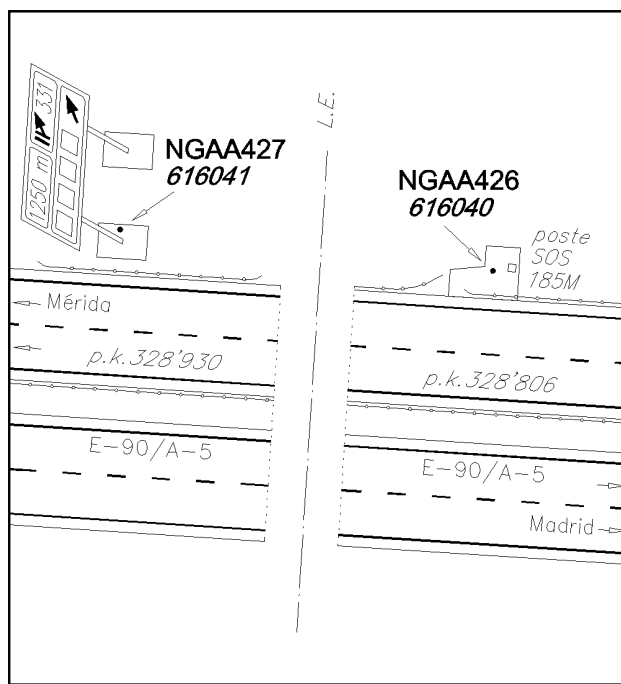 331
1250 m
NGAA427
616041
L.E.
NGAA426
616040
poste
SOS
185M
Mérida
p.k.328'930
p.k.328'806
E-90/A-5
E-90/A-5
Madrid